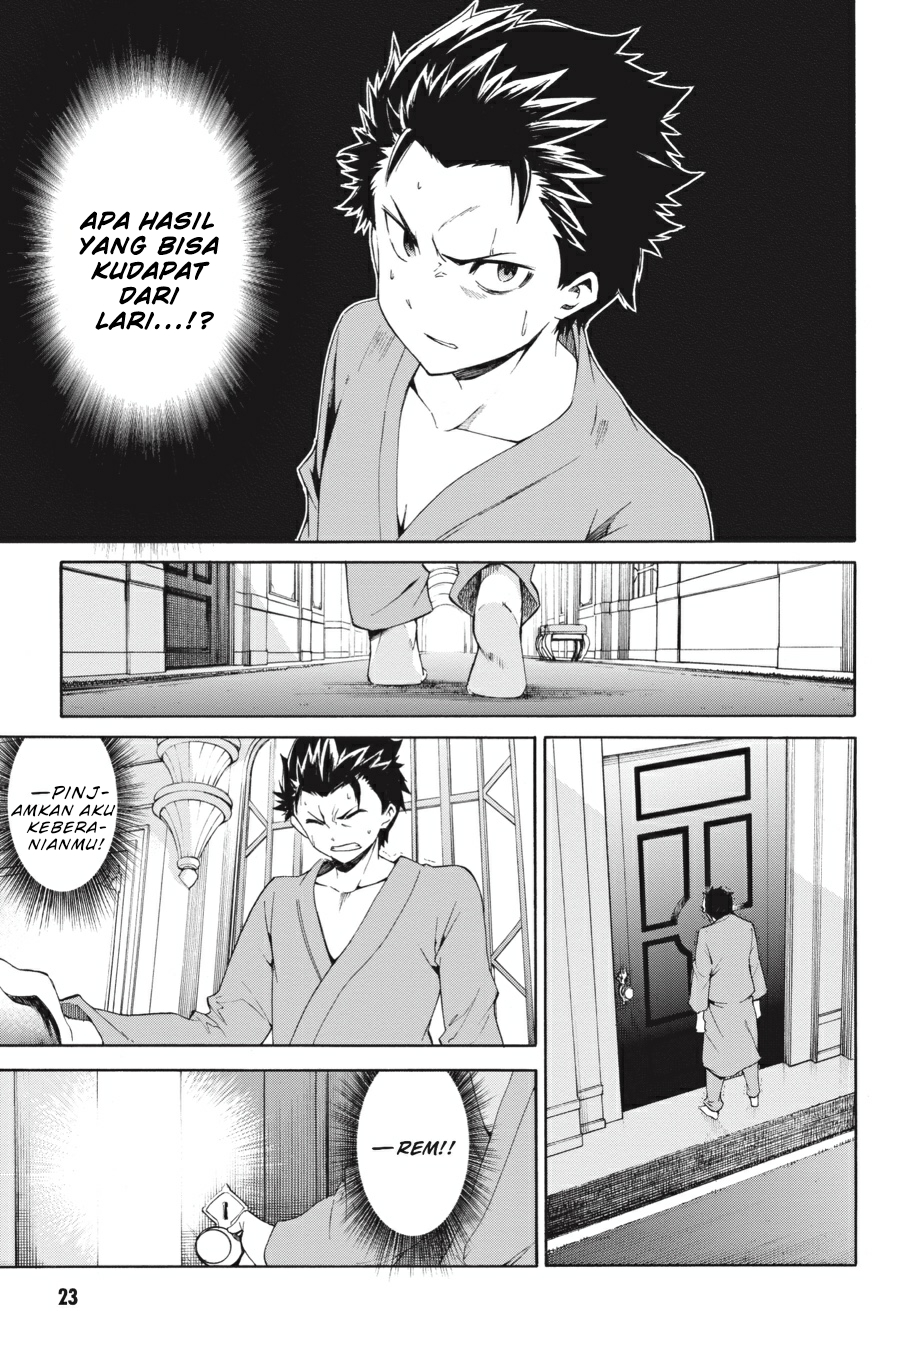 APA HASIL
YANG BISA
KUDAPAT
DARI
LARI...!?
—PINJ-
AMKAN AKU
KEBERA-
NIANMU!
—REM!!
23